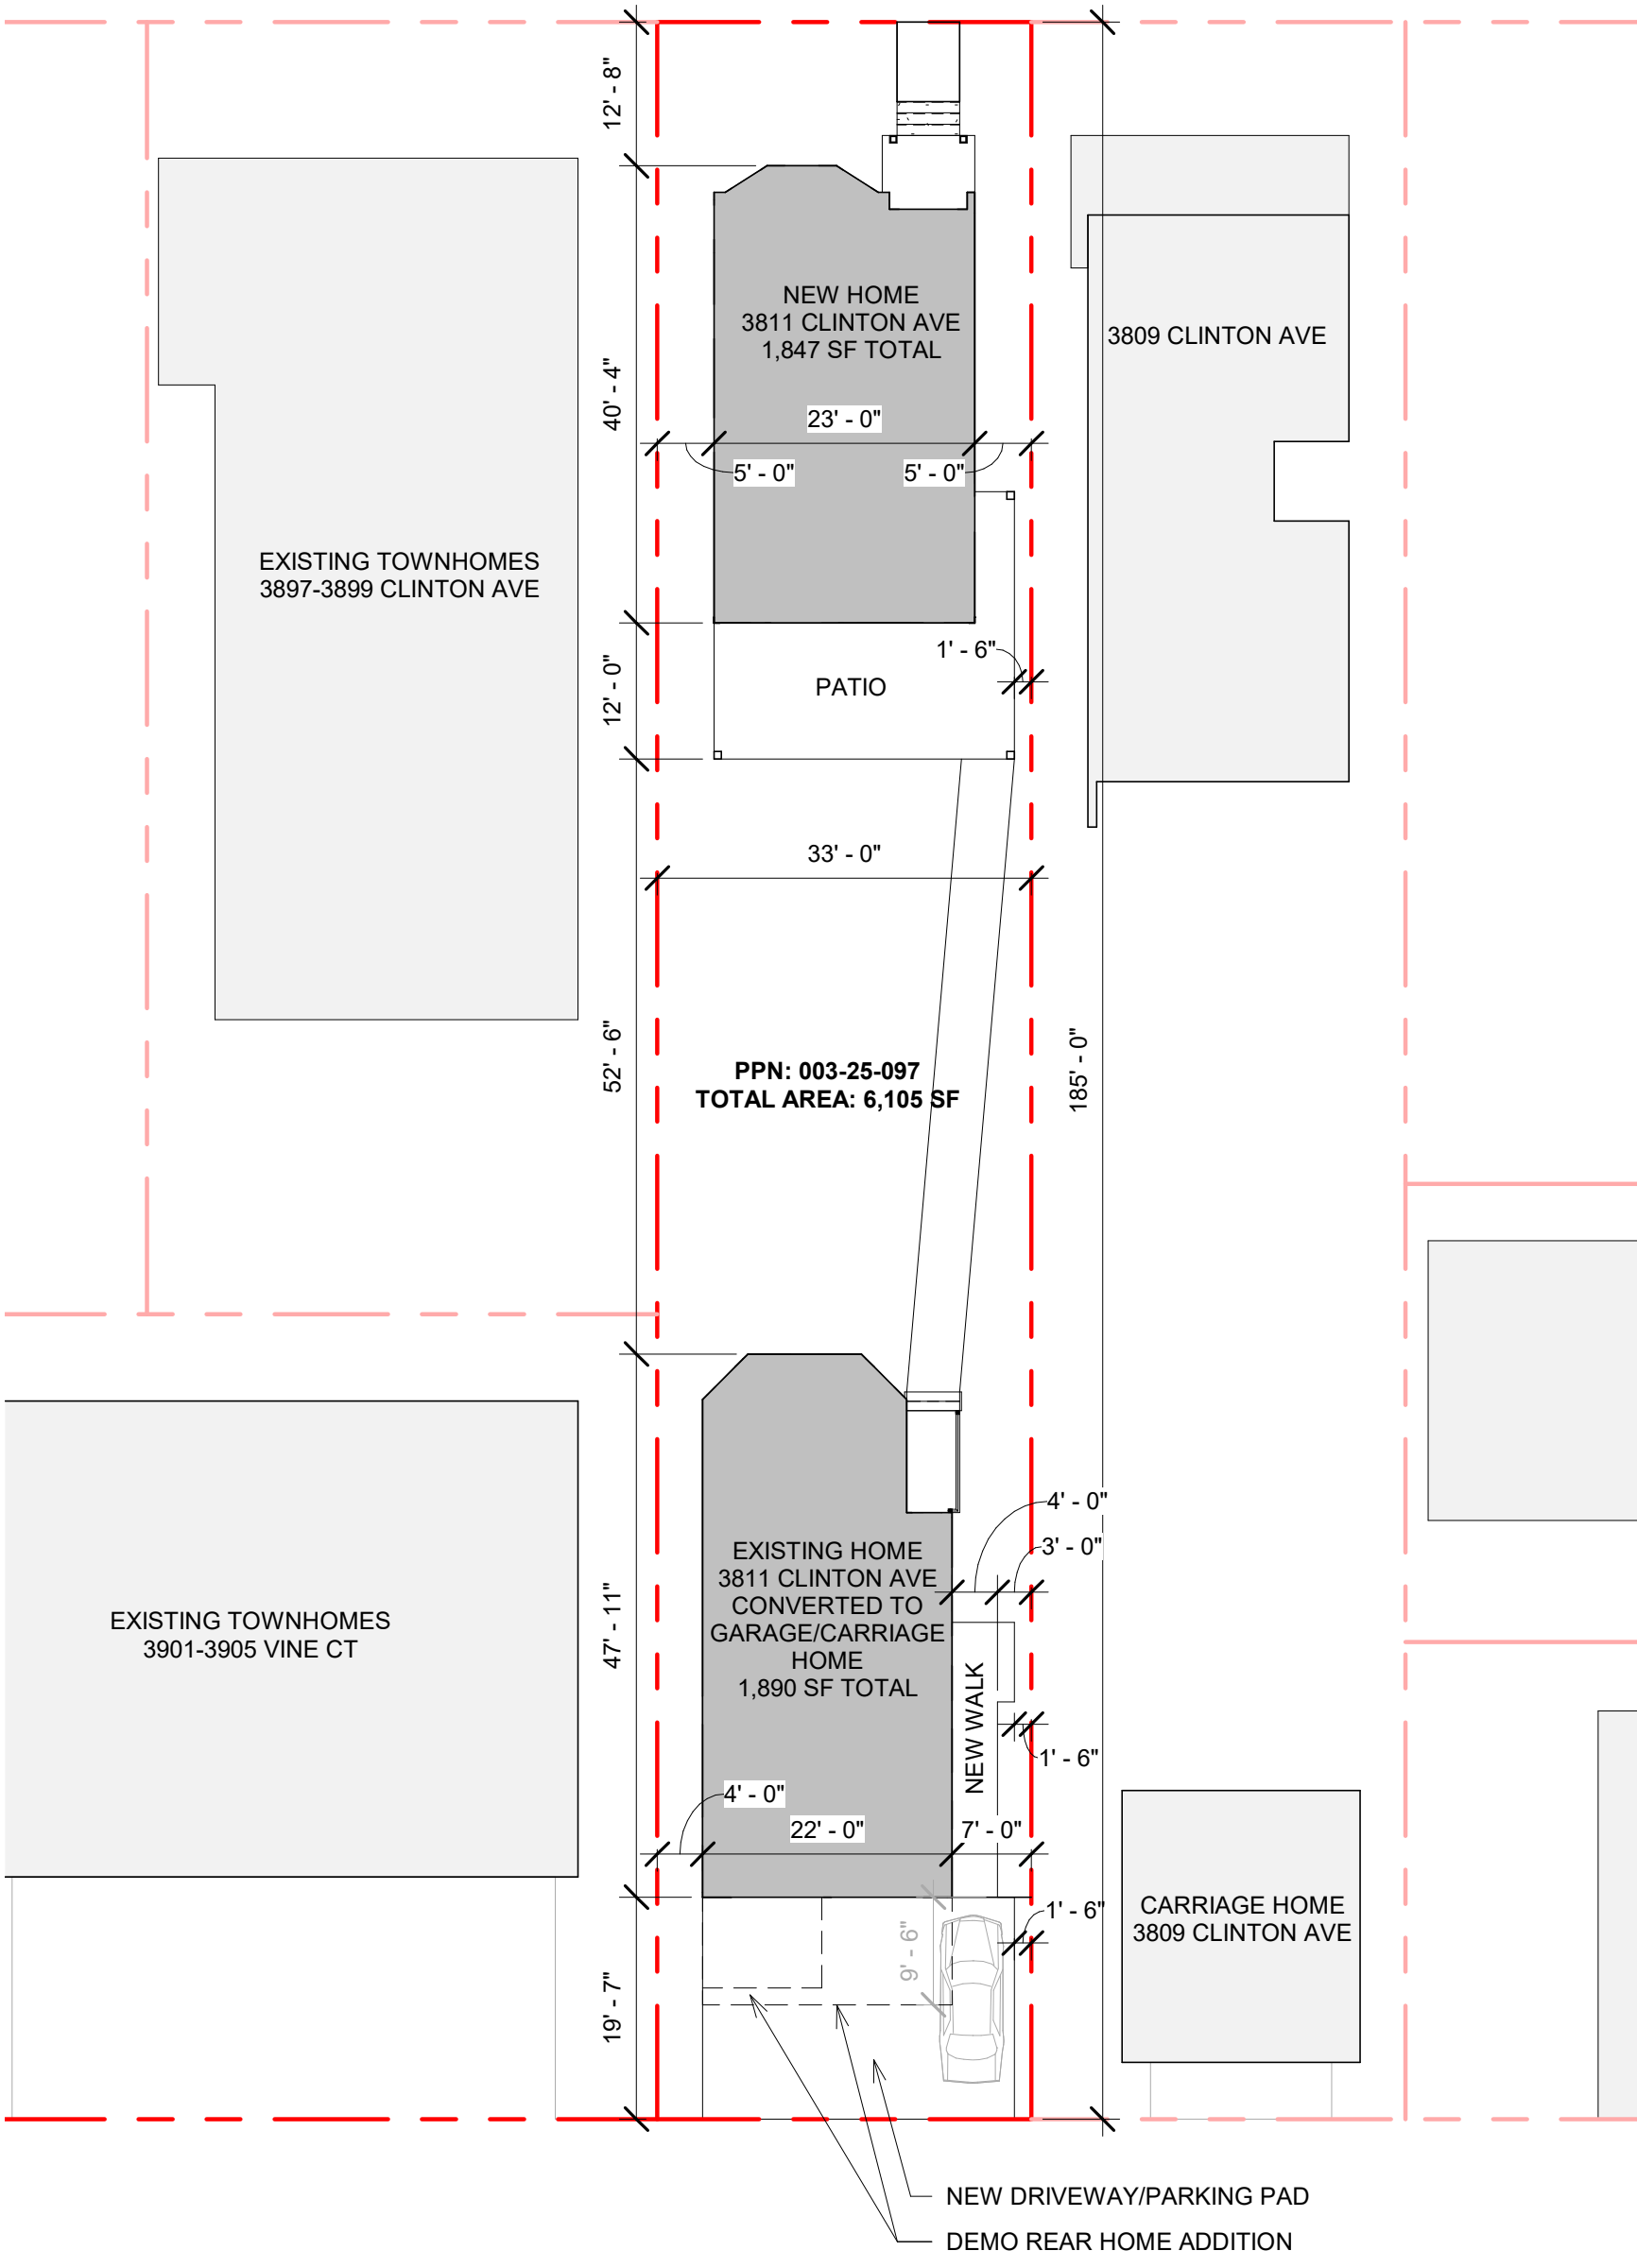 12' - 8"
NEW HOME
3811 CLINTON AVE
1,847 SF TOTAL
3809 CLINTON AVE
40' - 4"
23' - 0"
5' - 0"
5' - 0"
EXISTING TOWNHOMES
3897-3899 CLINTON AVE
1' - 6"
12' - 0"
PATIO
33' - 0"
52' - 6"
PPN: 003-25-097
TOTAL AREA: 6,105 SF
185' - 0"
4' - 0"
3' - 0"
EXISTING HOME
3811 CLINTON AVE
CONVERTED TO
GARAGE/CARRIAGE
HOME
1,890 SF TOTAL
EXISTING TOWNHOMES
3901-3905 VINE CT
47' - 11"
NEW WALK
1' - 6"
4' - 0"
22' - 0"
7' - 0"
1' - 6"
CARRIAGE HOME
3809 CLINTON AVE
9' - 6"
19' - 7"
NEW DRIVEWAY/PARKING PAD
DEMO REAR HOME ADDITION